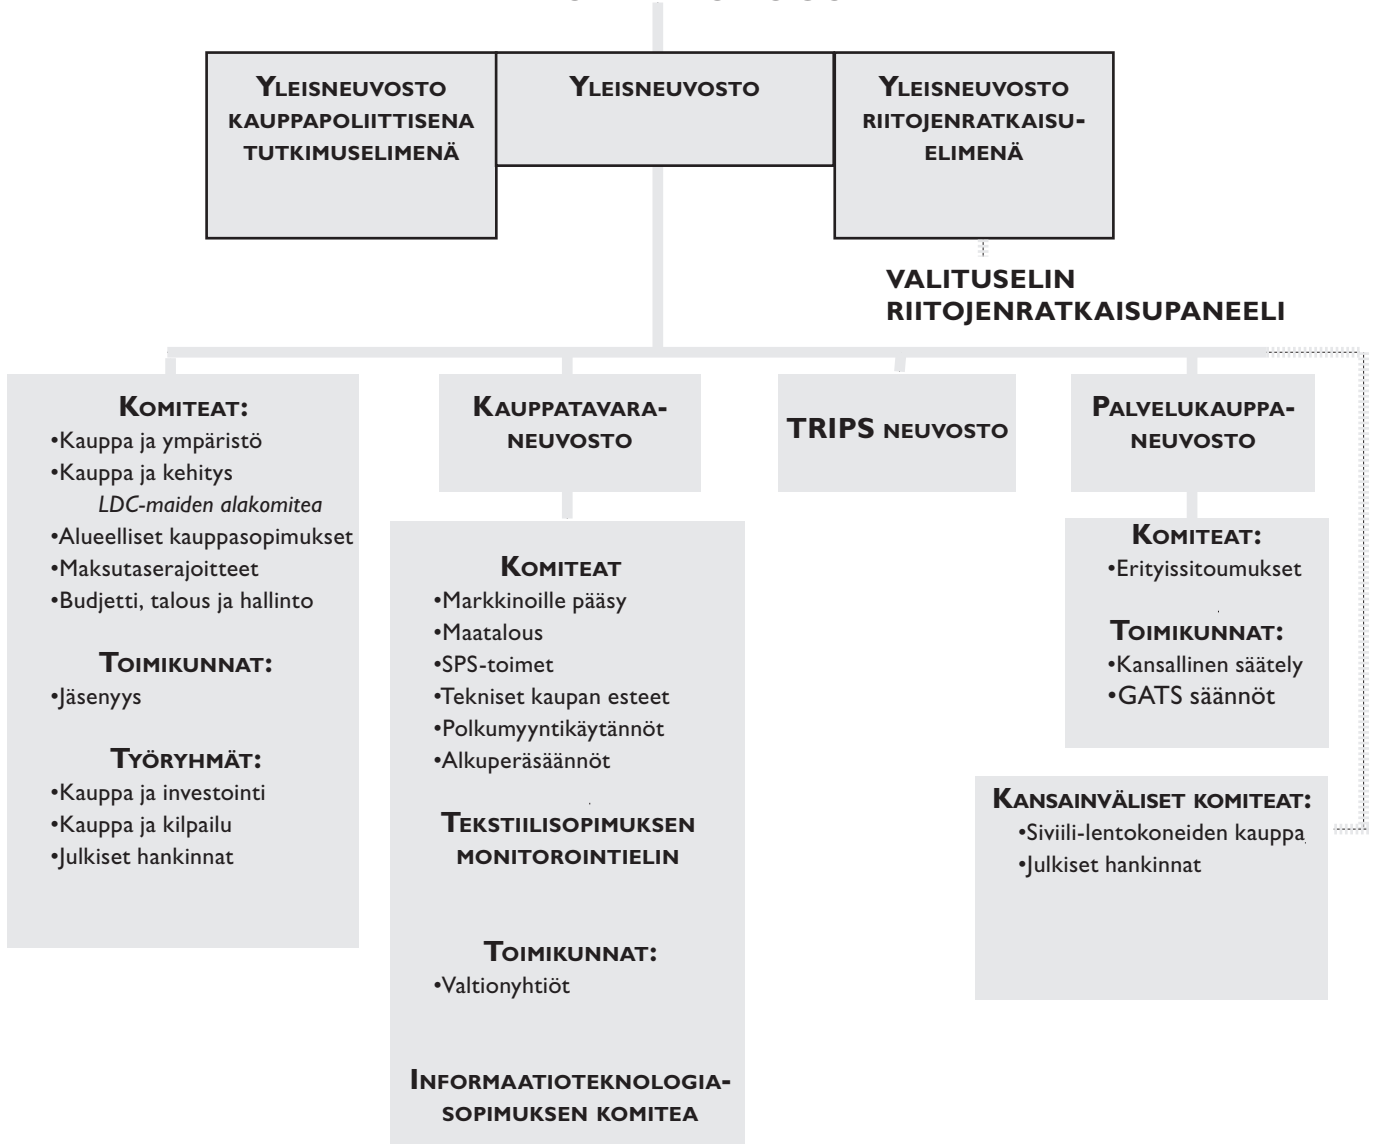 Yleisneuvosto
kauppapoliittisena
tutkimuselimenä
Yleisneuvosto
Yleisneuvosto
riitojenratkaisu-
elimenä
VALITUSELIN
RIITOJENRATKAISUPANEELI
Komiteat:
•Kauppa ja ympäristö
•Kauppa ja kehitys
LDC-maiden alakomitea
•Alueelliset kauppasopimukset
•Maksutaserajoitteet
•Budjetti, talous ja hallinto
Toimikunnat:
•Jäsenyys
Työryhmät:
•Kauppa ja investointi
•Kauppa ja kilpailu
•Julkiset hankinnat
Kauppatavara-
neuvosto
Komiteat
•Markkinoille pääsy
•Maatalous
•SPS-toimet
•Tekniset kaupan esteet
•Polkumyyntikäytännöt
•Alkuperäsäännöt
Tekstiilisopimuksen
monitorointielin
Toimikunnat:
•Valtionyhtiöt
Informaatioteknologia-
sopimuksen komitea
TRIPS neuvosto
Palvelukauppa-
neuvosto
Komiteat:
•Erityissitoumukset
Toimikunnat:
•Kansallinen säätely
•GATS säännöt
Kansainväliset komiteat:
•Siviili-lentokoneiden kauppa
•Julkiset hankinnat